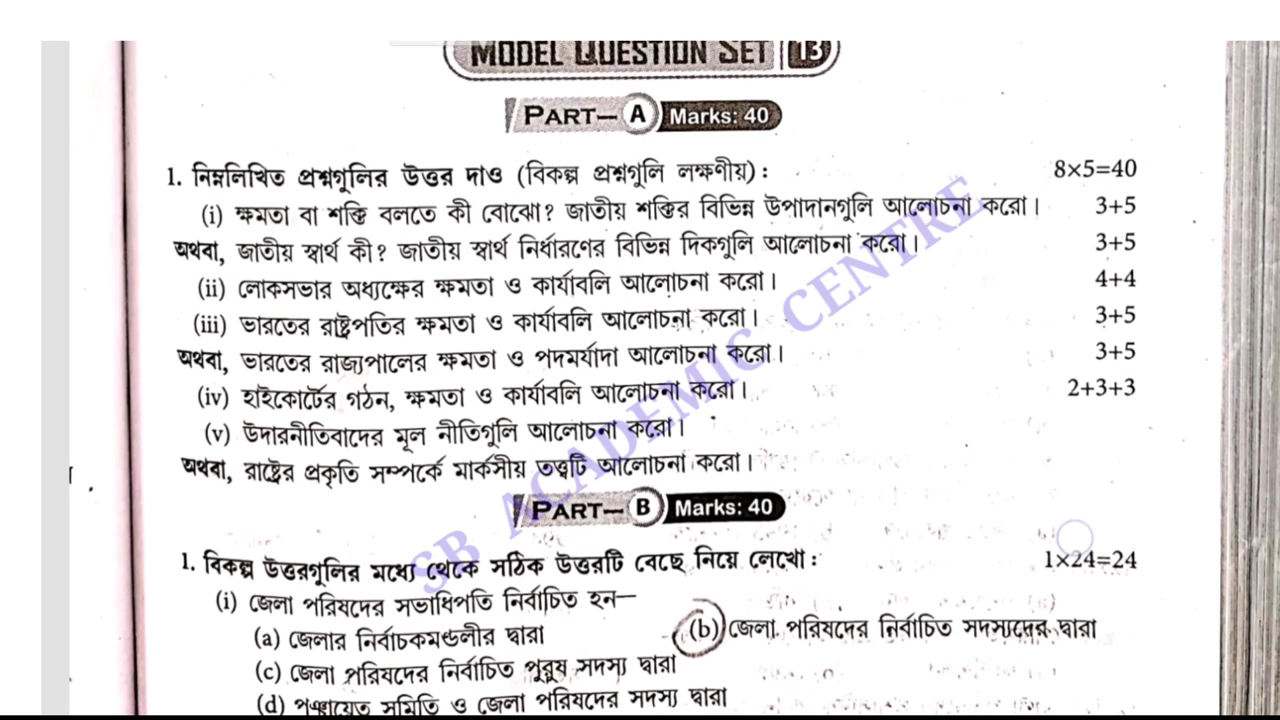 MODEL QUESTION SET 13
PART– A Marks: 40
1. নিম্নলিখিত প্রশ্নগুলির উত্তর দাও (বিকল্প প্রশ্নগুলি লক্ষণীয়) : 8×5=40
(i) ক্ষমতা বা শক্তি বলতে কী বোঝো? জাতীয় শক্তির বিভিন্ন উপাদানগুলি আলোচনা করো। 3+5
অথবা, জাতীয় স্বার্থ কী? জাতীয় স্বার্থ নির্ধারণের বিভিন্ন দিকগুলি আলোচনা করো। 3+5
(ii) লোকসভার অধ্যক্ষের ক্ষমতা ও কার্যাবলি আলোচনা করো। 4+4
(iii) ভারতের রাষ্ট্রপতির ক্ষমতা ও কার্যাবলি আলোচনা করো। 3+5
অথবা, ভারতের রাজ্যপালের ক্ষমতা ও পদমর্যাদা আলোচনা করো। 3+5
(iv) হাইকোর্টের গঠন, ক্ষমতা ও কার্যাবলি আলোচনা করো। 2+3+3
(v) উদারনীতিবাদের মূল নীতিগুলি আলোচনা করো।
অথবা, রাষ্ট্রের প্রকৃতি সম্পর্কে মার্কসীয় তত্ত্বটি আলোচনা করো।
PART– B Marks: 40
1. বিকল্প উত্তরগুলির মধ্যে থেকে সঠিক উত্তরটি বেছে নিয়ে লেখো : 1×24=24
(i) জেলা পরিষদের সভাধিপতি নির্বাচিত হন—
(a) জেলার নির্বাচকমণ্ডলীর দ্বারা (b) জেলা পরিষদের নির্বাচিত সদস্যদের দ্বারা
(c) জেলা পরিষদের নির্বাচিত পুরুষ সদস্য দ্বারা
(d) পঞ্চায়েত সমিতি ও জেলা পরিষদের সদস্য দ্বারা
SB ACADEMIC CENTRE